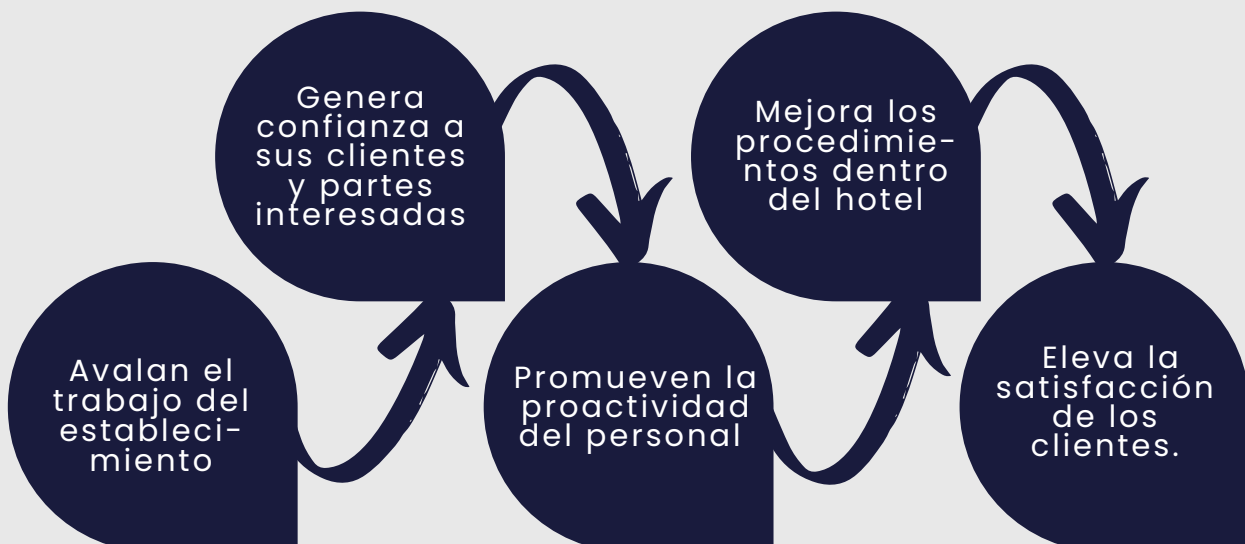 Avalan el
trabajo del
estableci-
miento
Genera
confianza a
sus clientes
y partes
interesadas
Promueven la
proactividad
del personal
Mejora los
procedimie-
ntos dentro
del hotel
Eleva la
satisfacción
de los
clientes.